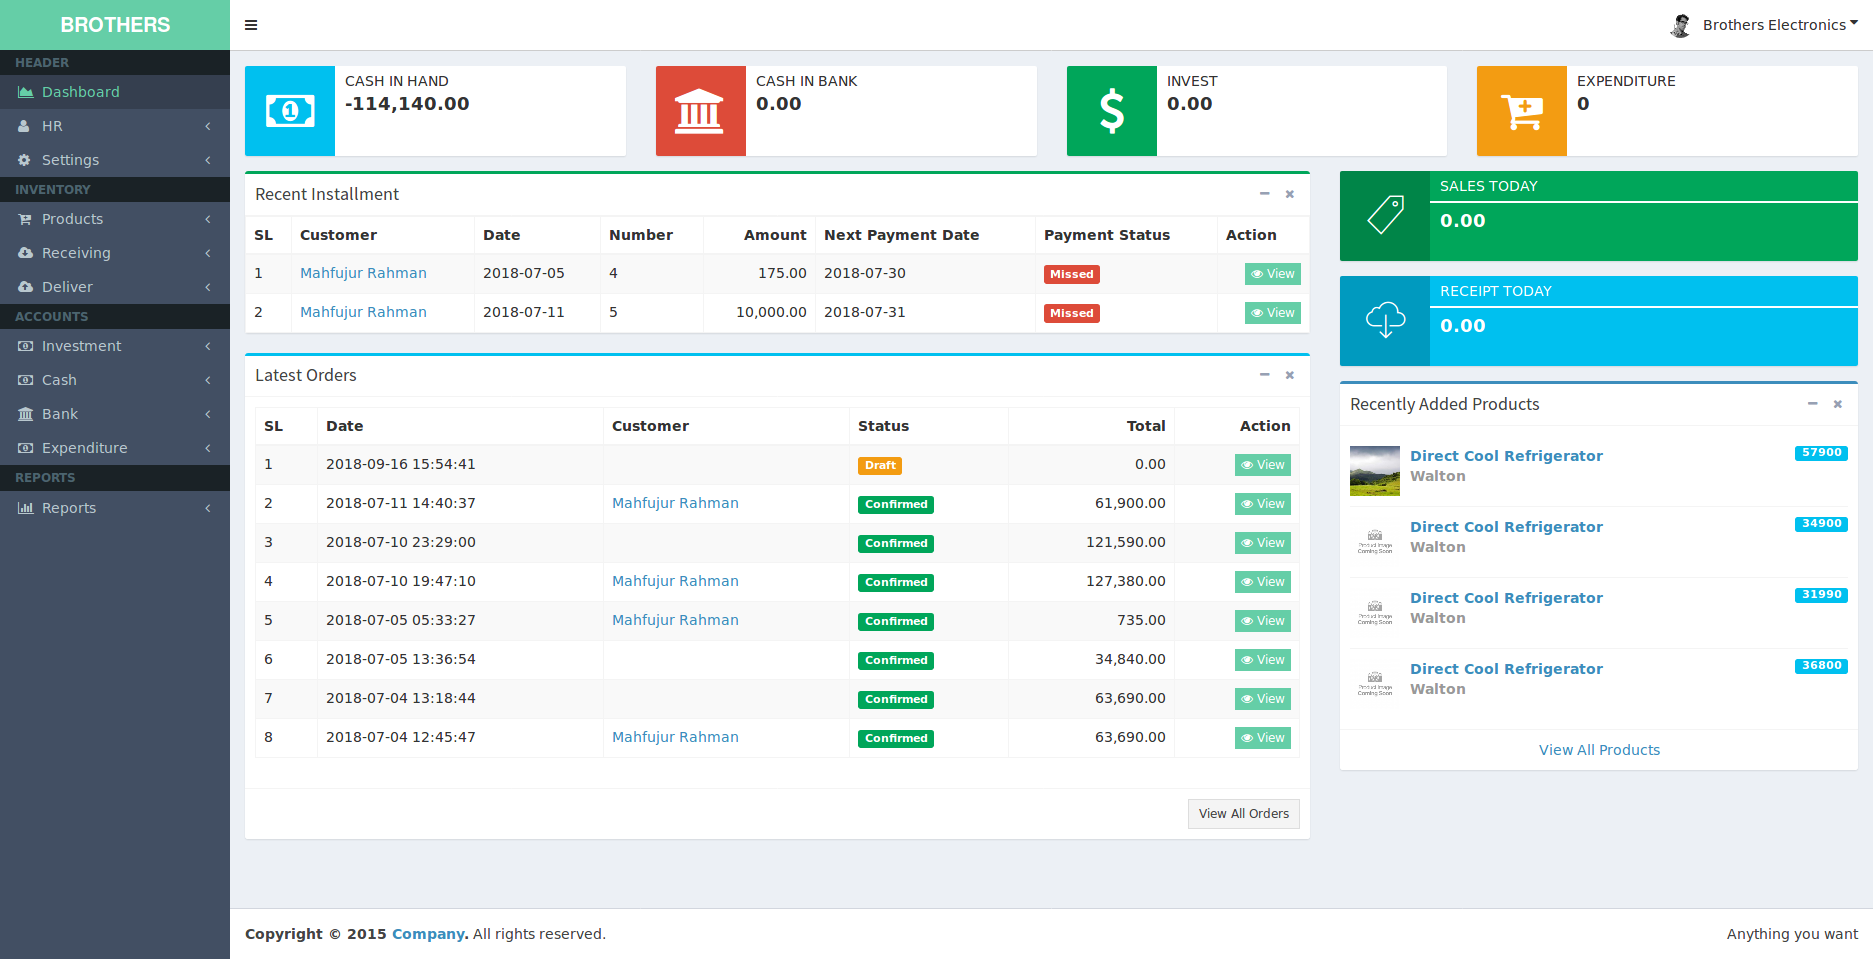 BROTHERS
Brothers Electronics
HEADER
Dashboard
HR
Settings
INVENTORY
Products
Receiving
Deliver
ACCOUNTS
Investment
Cash
Bank
Expenditure
REPORTS
Reports
CASH IN HAND
-114,140.00
CASH IN BANK
0.00
INVEST
0.00
EXPENDITURE
0
Recent Installment
SL Customer Date Number Amount Next Payment Date Payment Status Action
1 Mahfujur Rahman 2018-07-05 4 175.00 2018-07-30 Missed View
2 Mahfujur Rahman 2018-07-11 5 10,000.00 2018-07-31 Missed View
Latest Orders
SL Date Customer Status Total Action
1 2018-09-16 15:54:41 Draft 0.00 View
2 2018-07-11 14:40:37 Mahfujur Rahman Confirmed 61,900.00 View
3 2018-07-10 23:29:00 Confirmed 121,590.00 View
4 2018-07-10 19:47:10 Mahfujur Rahman Confirmed 127,380.00 View
5 2018-07-05 05:33:27 Mahfujur Rahman Confirmed 735.00 View
6 2018-07-05 13:36:54 Confirmed 34,840.00 View
7 2018-07-04 13:18:44 Confirmed 63,690.00 View
8 2018-07-04 12:45:47 Mahfujur Rahman Confirmed 63,690.00 View
View All Orders
SALES TODAY
0.00
RECEIPT TODAY
0.00
Recently Added Products
Direct Cool Refrigerator 57900
Walton
Direct Cool Refrigerator 34900
Walton
Product Image
Coming Soon
Direct Cool Refrigerator 31990
Walton
Product Image
Coming Soon
Direct Cool Refrigerator 36800
Walton
Product Image
Coming Soon
View All Products
Copyright © 2015 Company. All rights reserved.
Anything you want